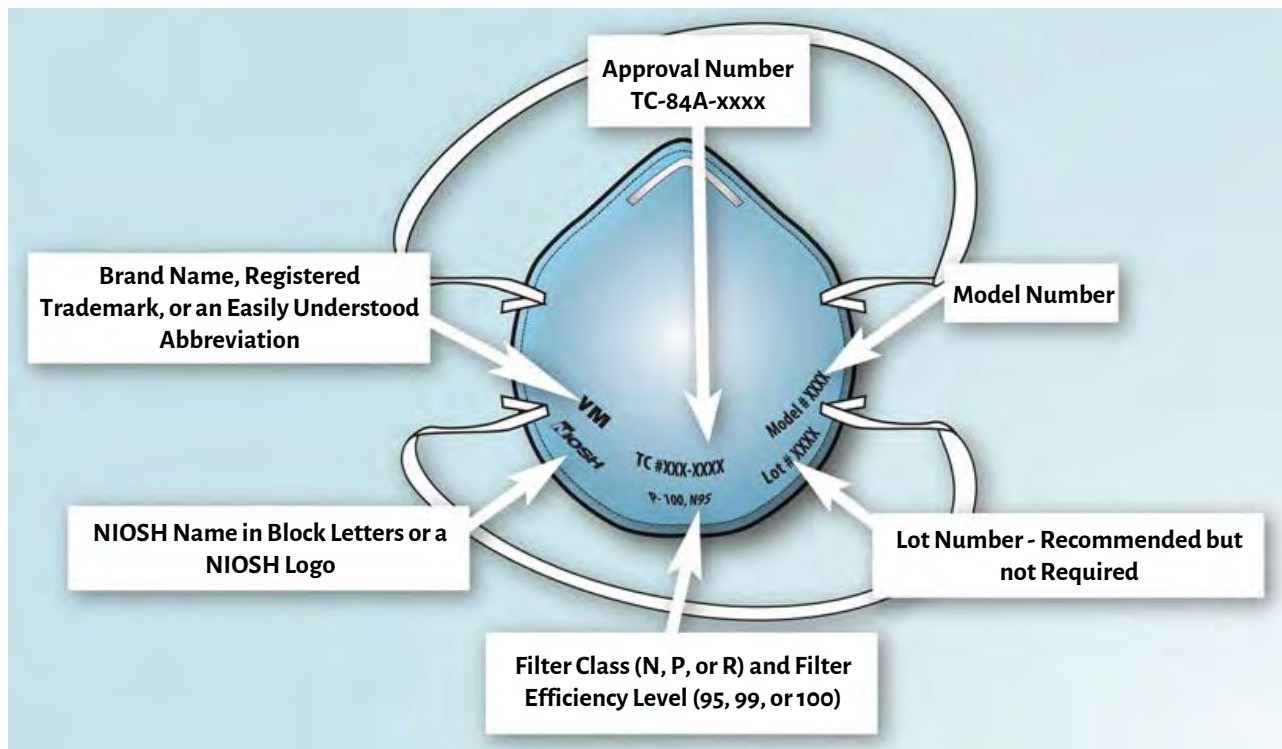 Approval Number
TC-84A-xxxx
Brand Name, Registered
Trademark, or an Easily Understood
Abbreviation
Model Number
VM
NIOSH
TC #XXX-XXXX
P-100, N95
Model # XXXX
Lot # XXXX
NIOSH Name in Block Letters or a
NIOSH Logo
Lot Number - Recommended but
not Required
Filter Class (N, P, or R) and Filter
Efficiency Level (95, 99, or 100)